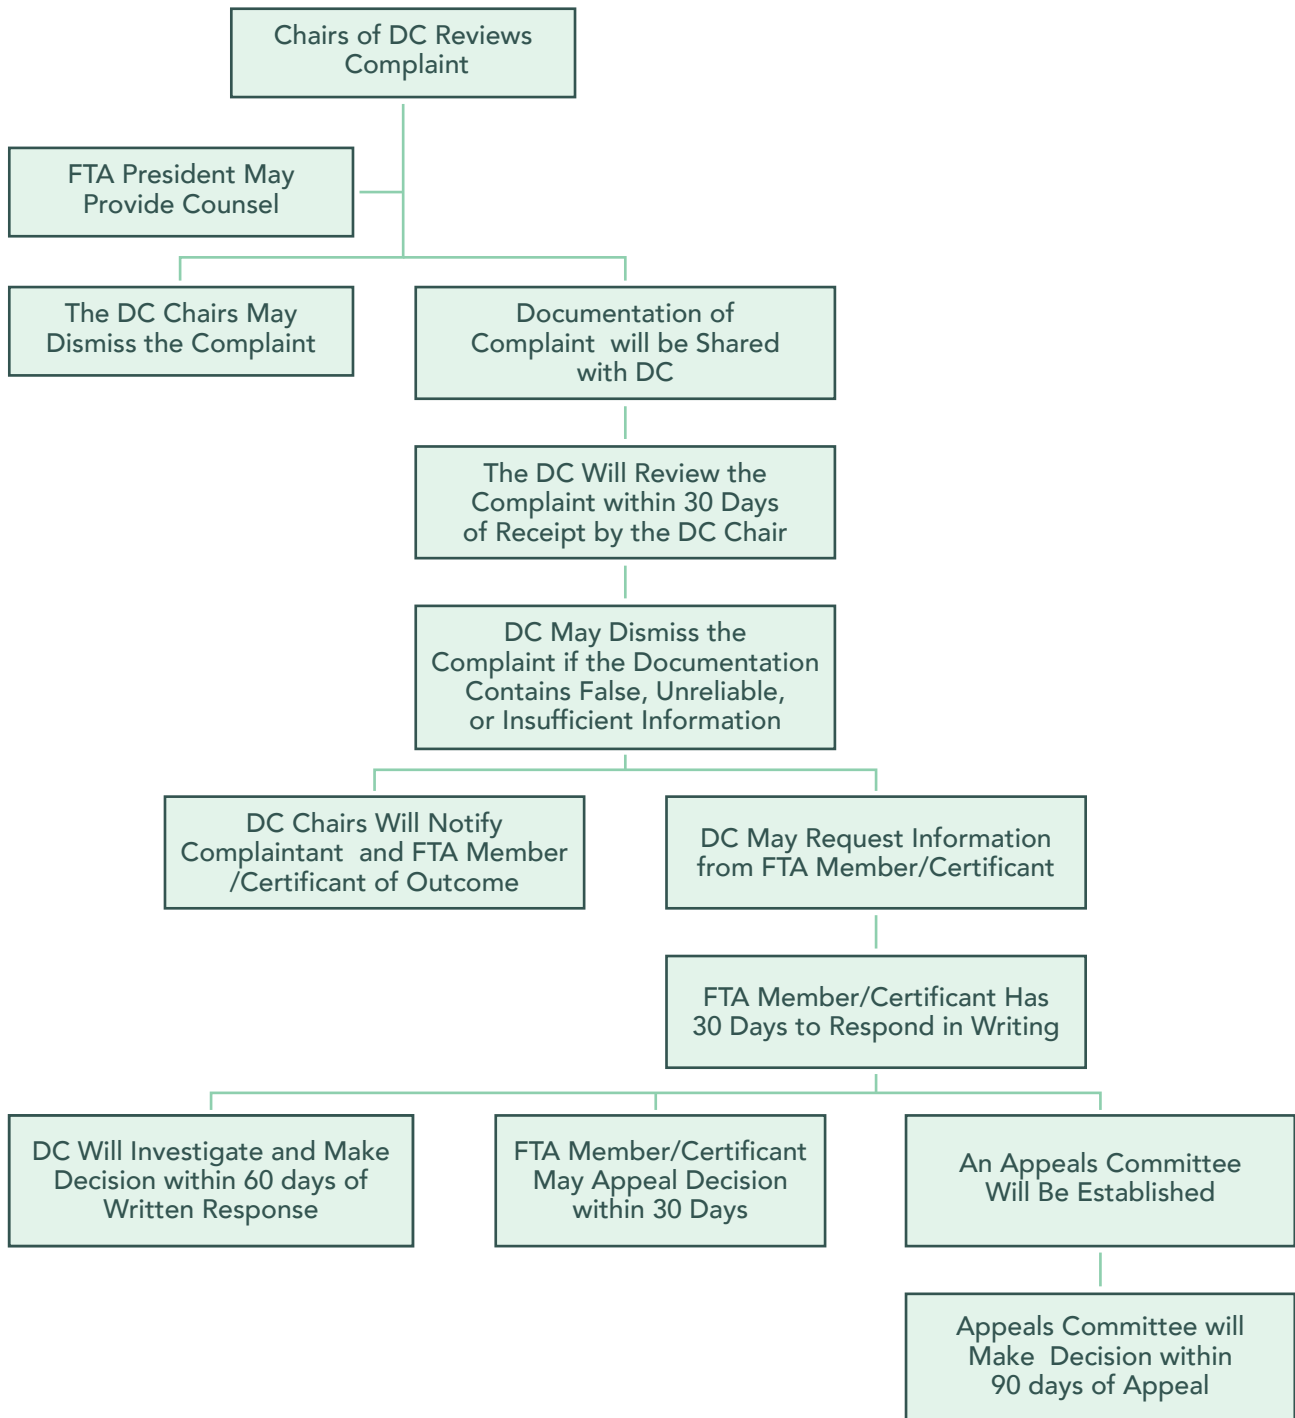 Chairs of DC Reviews
Complaint
FTA President May
Provide Counsel
The DC Chairs May
Dismiss the Complaint
Documentation of
Complaint will be Shared
with DC
The DC Will Review the
Complaint within 30 Days
of Receipt by the DC Chair
DC May Dismiss the
Complaint if the Documentation
Contains False, Unreliable,
or Insufficient Information
DC Chairs Will Notify
Complaintant and FTA Member
/Certificant of Outcome
DC May Request Information
from FTA Member/Certificant
FTA Member/Certificant Has
30 Days to Respond in Writing
DC Will Investigate and Make
Decision within 60 days of
Written Response
FTA Member/Certificant
May Appeal Decision
within 30 Days
An Appeals Committee
Will Be Established
Appeals Committee will
Make Decision within
90 days of Appeal